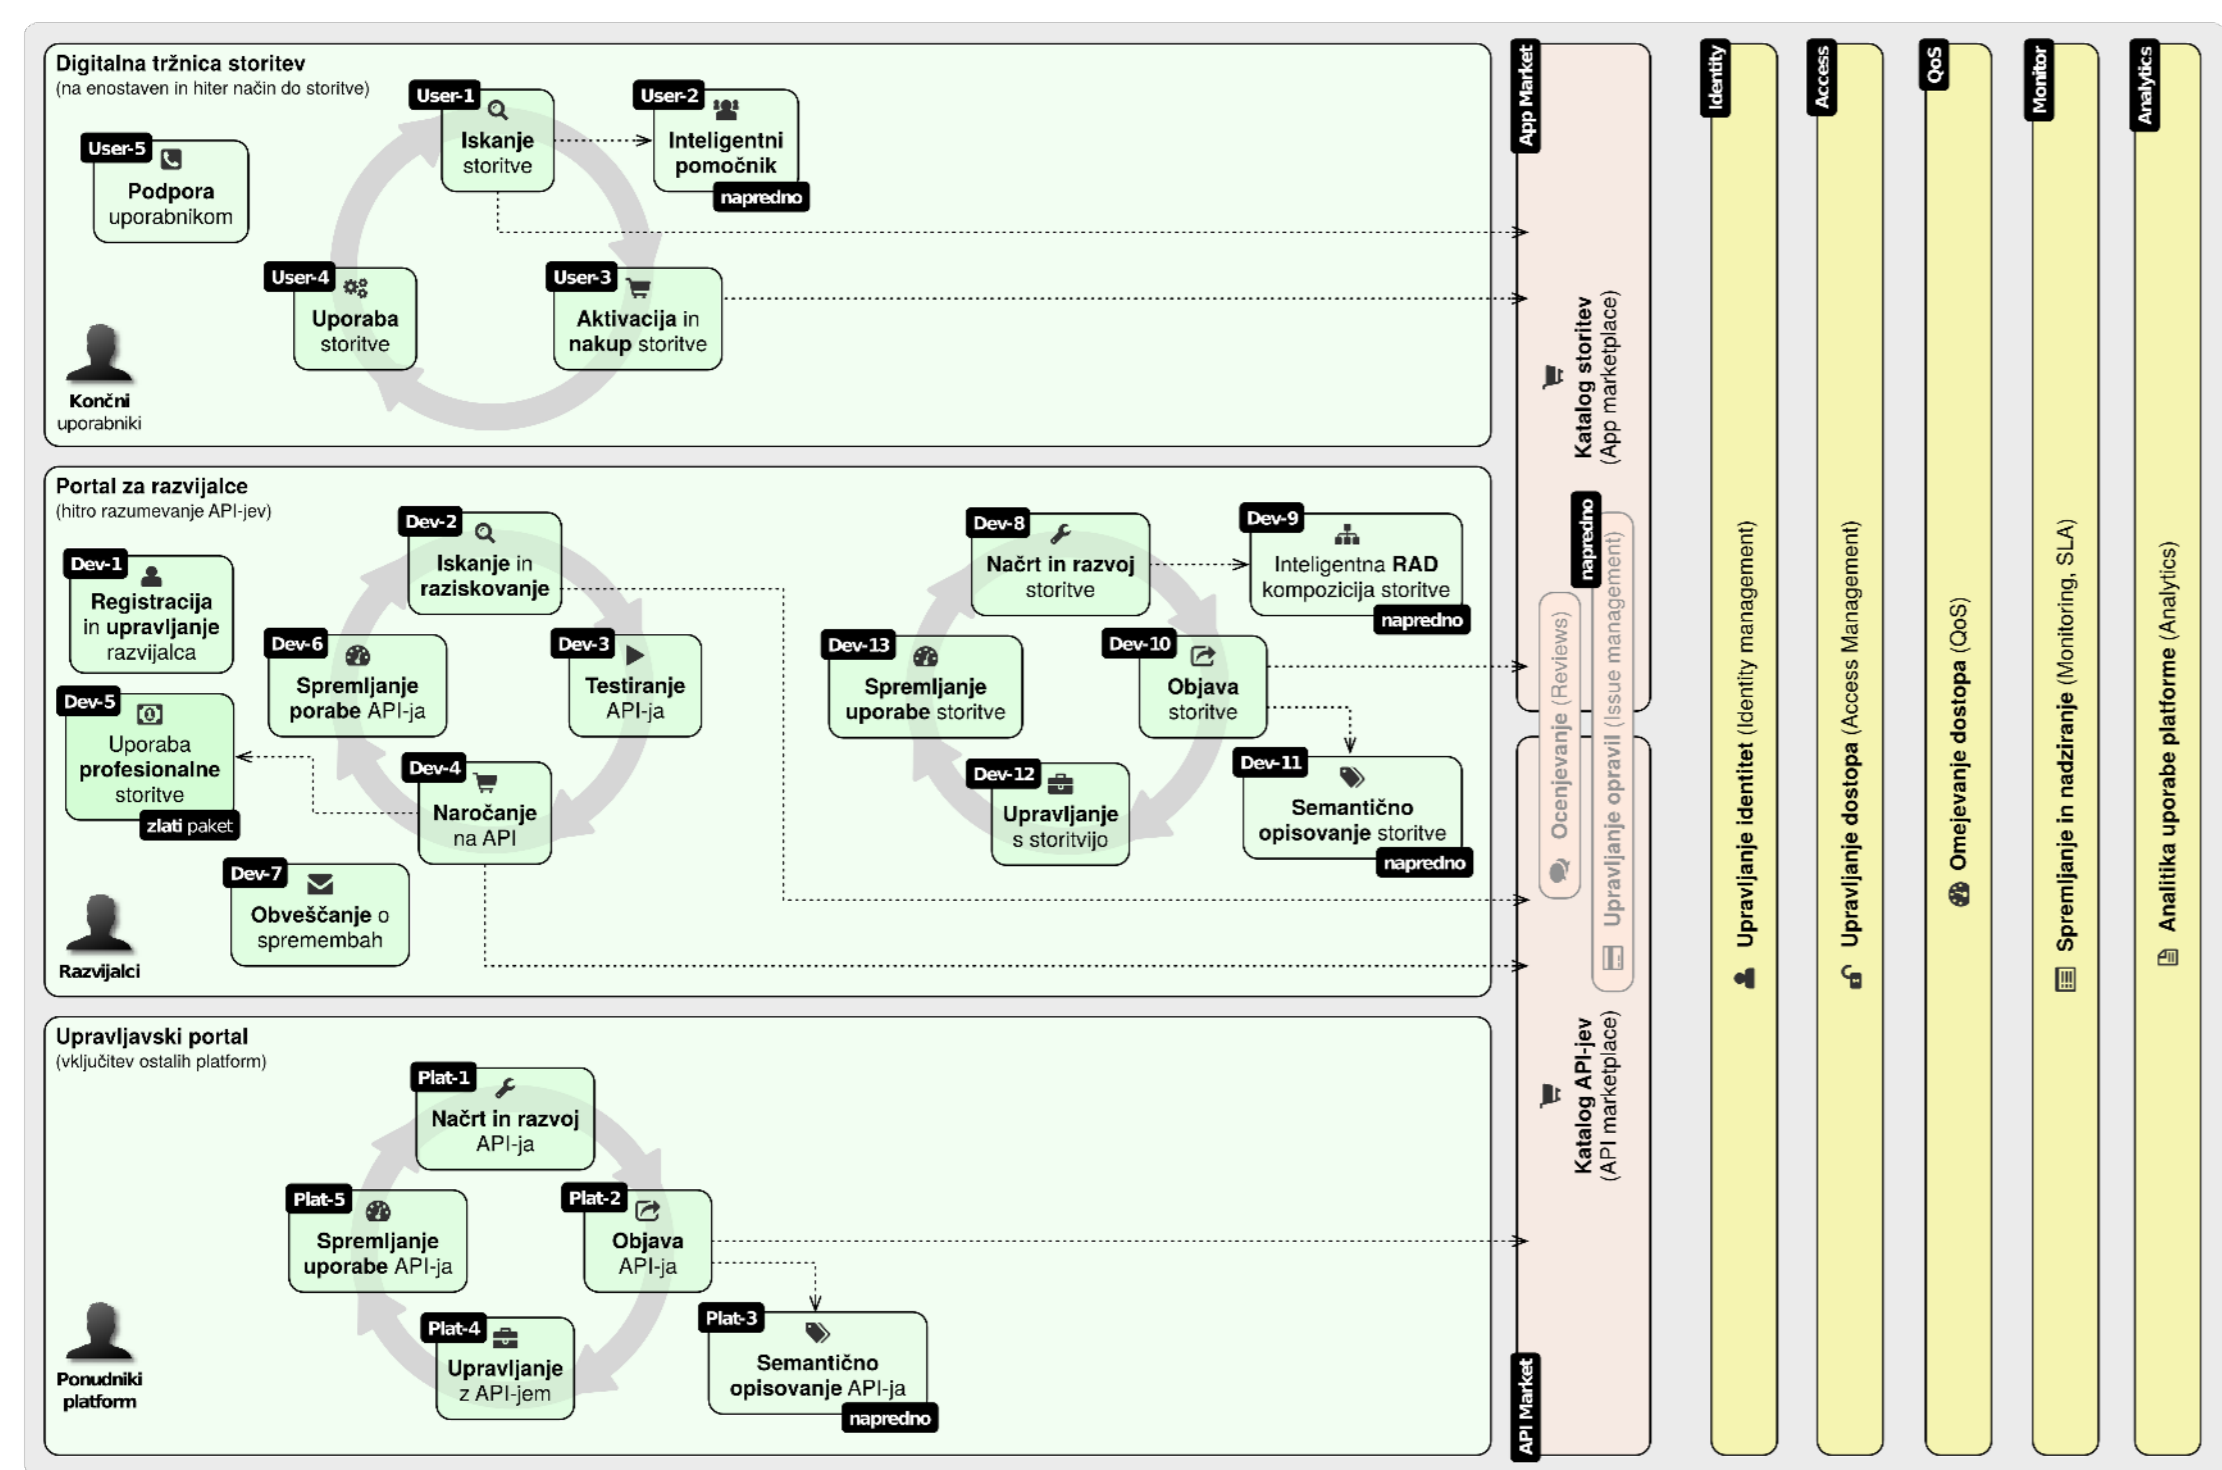 Digitalna tržnica storitev
(na enostaven in hiter način do storitve)
User-1
Iskanje
storitve
User-2
Inteligentni
pomočnik
napredno
User-5
Podpora
uporabnikom
User-4
Uporaba
storitve
User-3
Aktivacija in
nakup storitve
Končni
uporabniki
Portal za razvijalce
(hitro razumevanje API-jev)
Dev-1
Registracija
in upravljanje
razvijalca
Dev-2
Iskanje in
raziskovanje
Dev-6
Spremljanje
porabe API-ja
Dev-3
Testiranje
API-ja
Dev-5
Uporaba
profesionalne
storitve
zlati paket
Dev-4
Naročanje
na API
Dev-7
Obveščanje o
spremembah
Razvijalci
Dev-8
Načrt in razvoj
storitve
Dev-9
Inteligentna RAD
kompozicija storitve
napredno
Dev-13
Spremljanje
uporabe storitve
Dev-10
Objava
storitve
Dev-12
Upravljanje
s storitvijo
Dev-11
Semantično
opisovanje storitve
napredno
Upravljavski portal
(vključitev ostalih platform)
Plat-1
Načrt in razvoj
API-ja
Plat-5
Spremljanje
uporabe API-ja
Plat-2
Objava
API-ja
Plat-4
Upravljanje
z API-jem
Plat-3
Semantično
opisovanje API-ja
napredno
Ponudniki
platform
App Market
Katalog storitev
(App marketplace)
napredno
Ocenjevanje (Reviews)
Upravljanje opravil (Issue management)
Katalog API-jev
(API marketplace)
API Market
Identity
Upravljanje identitet (Identity management)
Access
Upravljanje dostopa (Access Management)
QoS
Omejevanje dostopa (QoS)
Monitor
Spremljanje in nadziranje (Monitoring, SLA)
Analytics
Analitika uporabe platforme (Analytics)